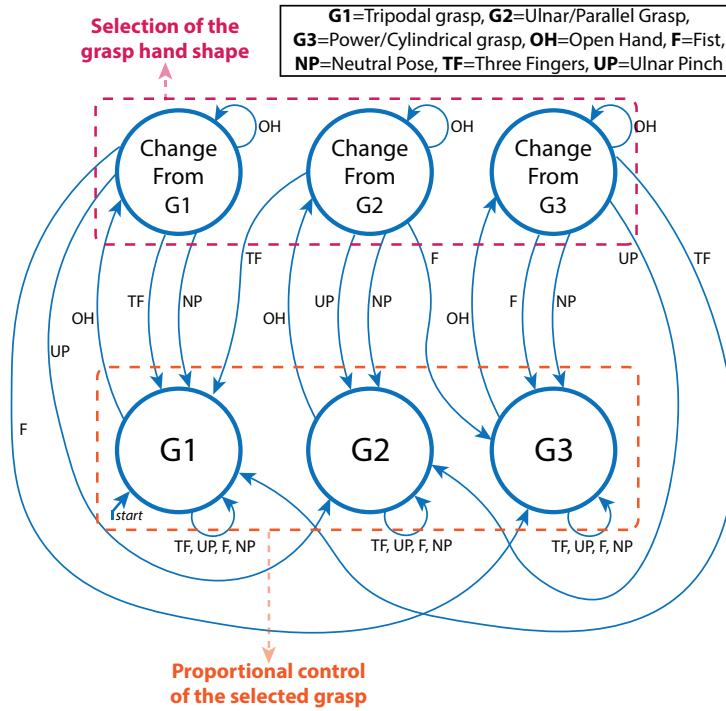 Selection of the
grasp hand shape
G1=Tripodal grasp, G2=Ulnar/Parallel Grasp,
G3=Power/Cylindrical grasp, OH=Open Hand, F=Fist,
NP=Neutral Pose, TF=Three Fingers, UP=Ulnar Pinch
OH
OH
OH
Change
From
G1
Change
From
G2
Change
From
G3
TF
F
UP
TF
TF
NP
UP
NP
F
NP
OH
OH
OH
UP
F
G1
G2
G3
start
TF, UP, F, NP
TF, UP, F, NP
TF, UP, F, NP
Proportional control
of the selected grasp